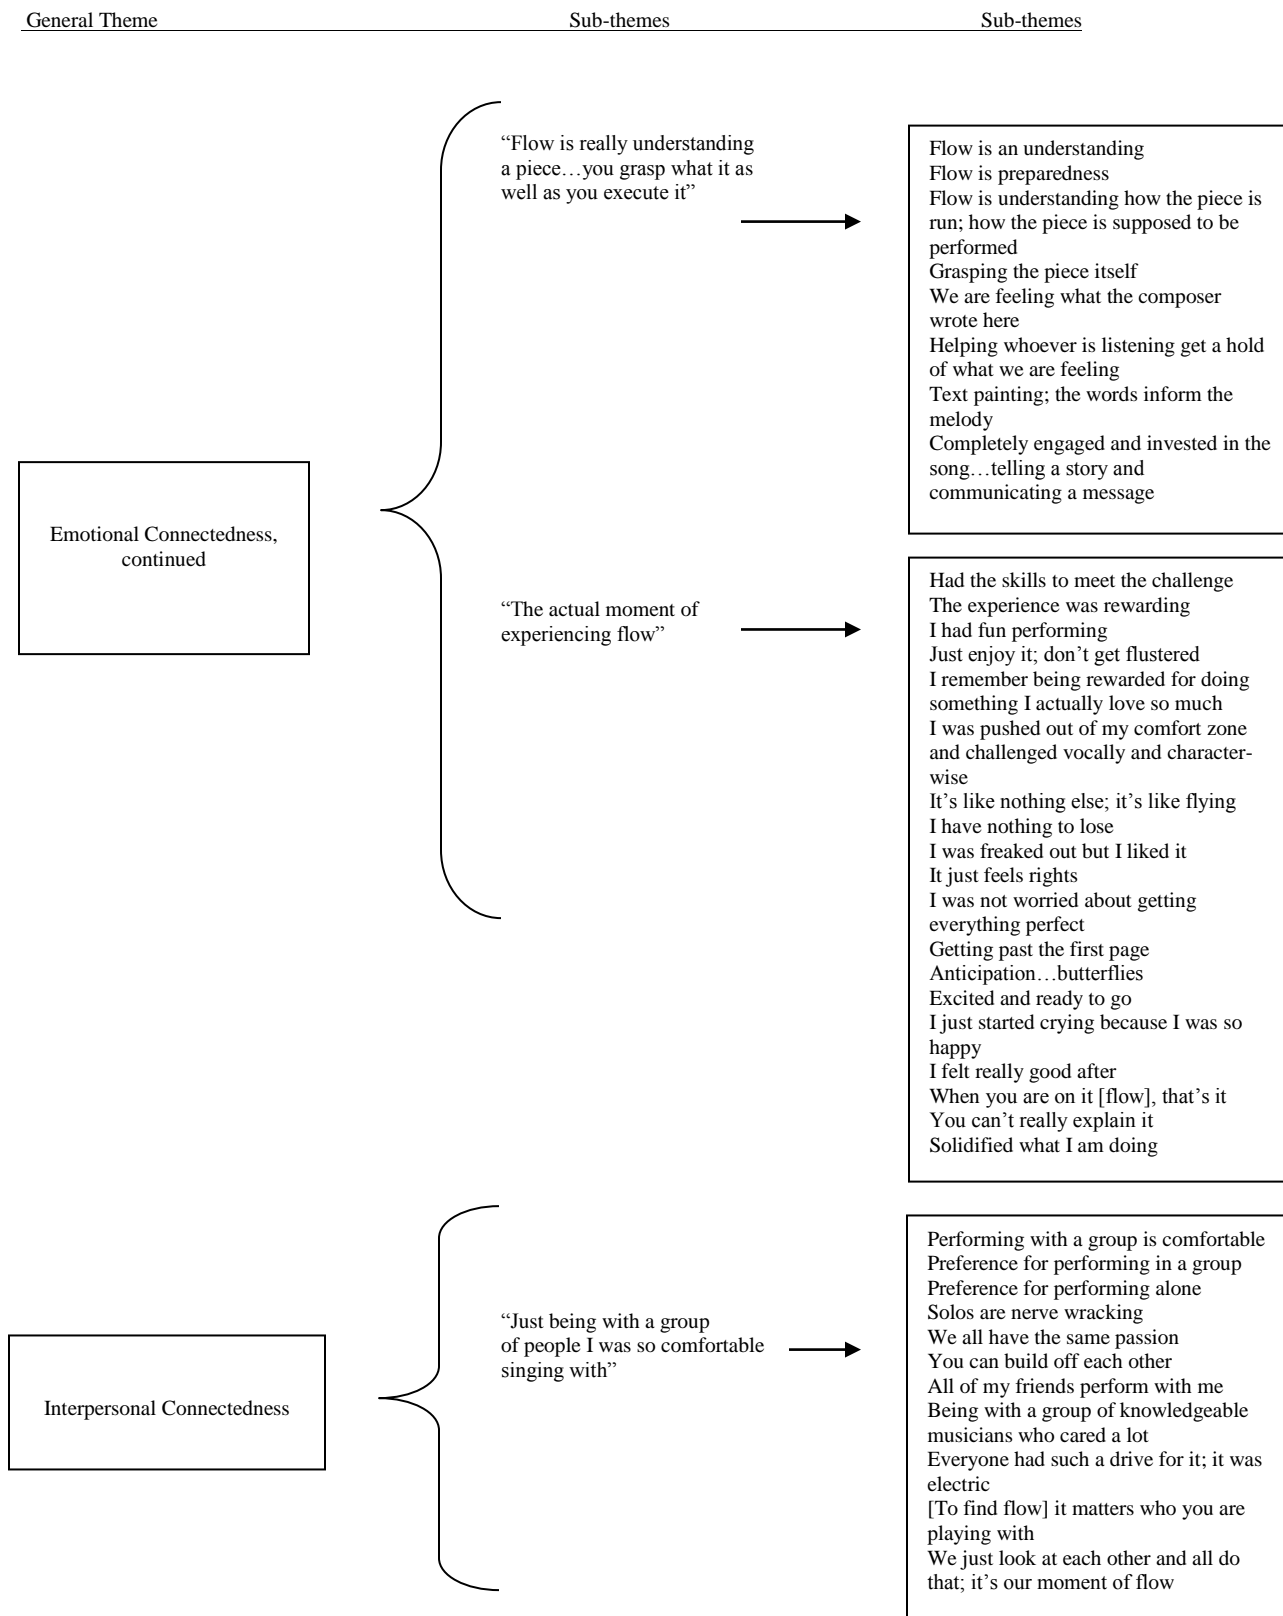 General Theme Sub-themes Sub-themes
“Flow is really understanding
a piece…you grasp what it as
well as you execute it”
Flow is an understanding
Flow is preparedness
Flow is understanding how the piece is
run; how the piece is supposed to be
performed
Grasping the piece itself
We are feeling what the composer
wrote here
Helping whoever is listening get a hold
of what we are feeling
Text painting; the words inform the
melody
Completely engaged and invested in the
song…telling a story and
communicating a message
Emotional Connectedness,
continued
“The actual moment of
experiencing flow”
Had the skills to meet the challenge
The experience was rewarding
I had fun performing
Just enjoy it; don’t get flustered
I remember being rewarded for doing
something I actually love so much
I was pushed out of my comfort zone
and challenged vocally and character-
wise
It’s like nothing else; it’s like flying
I have nothing to lose
I was freaked out but I liked it
It just feels rights
I was not worried about getting
everything perfect
Getting past the first page
Anticipation…butterflies
Excited and ready to go
I just started crying because I was so
happy
I felt really good after
When you are on it [flow], that’s it
You can’t really explain it
Solidified what I am doing
Interpersonal Connectedness
“Just being with a group
of people I was so comfortable
singing with”
Performing with a group is comfortable
Preference for performing in a group
Preference for performing alone
Solos are nerve wracking
We all have the same passion
You can build off each other
All of my friends perform with me
Being with a group of knowledgeable
musicians who cared a lot
Everyone had such a drive for it; it was
electric
[To find flow] it matters who you are
playing with
We just look at each other and all do
that; it’s our moment of flow